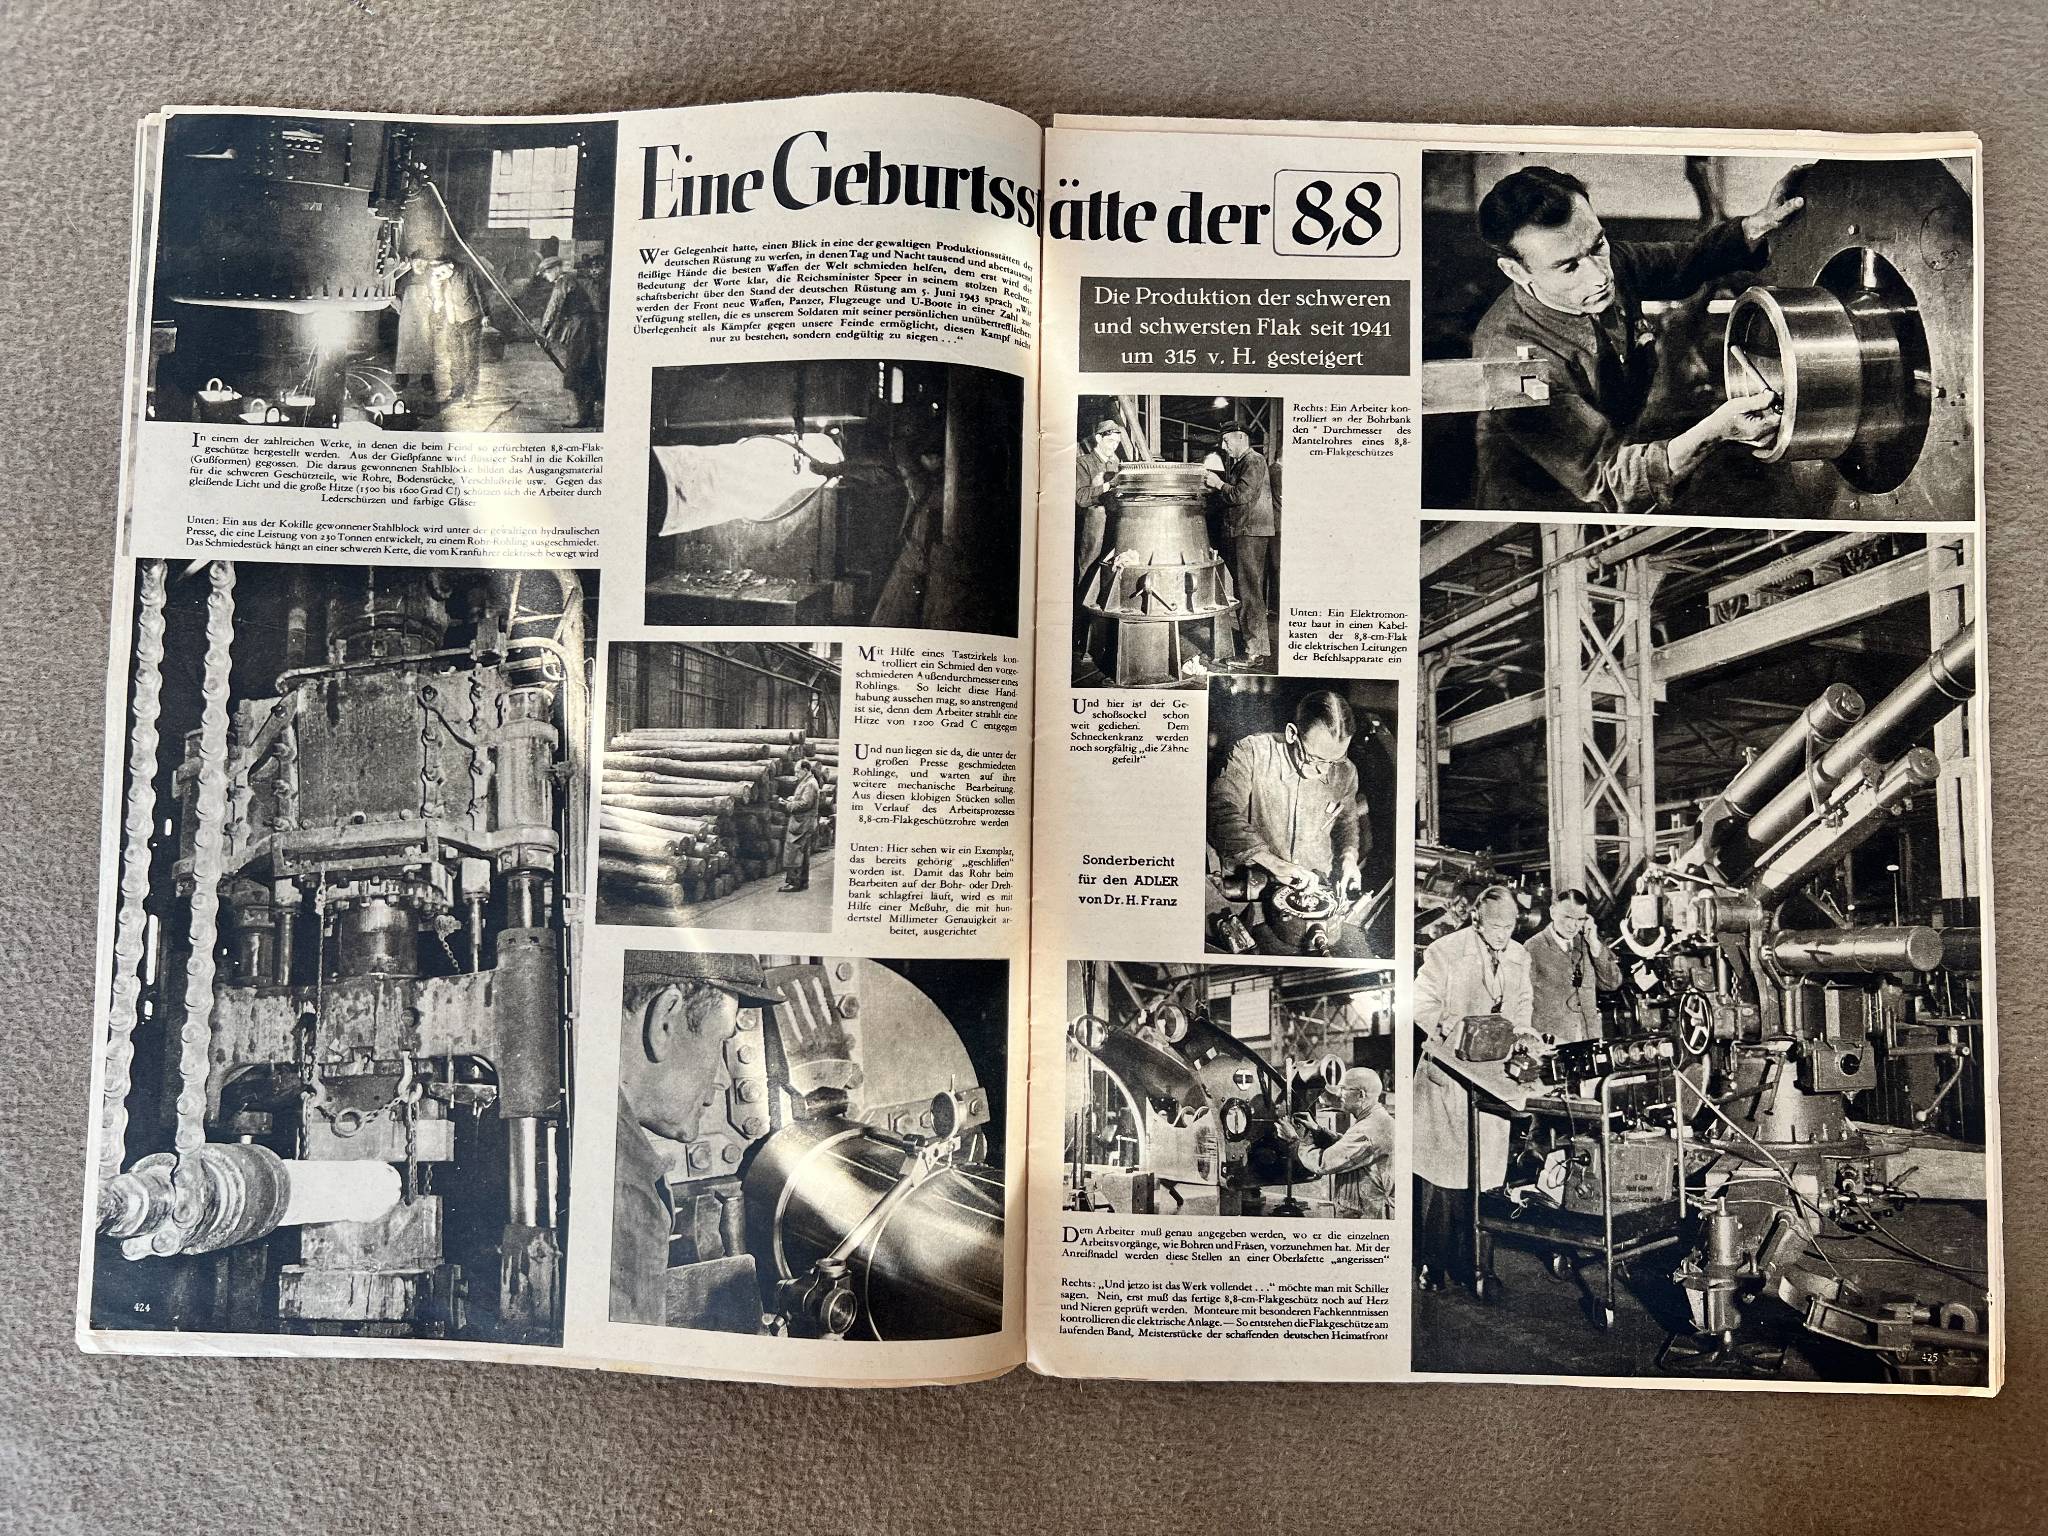 Eine Geburtsstätte der 8,8
Wer Gelegenheit hatte, einen Blick in eine der gewaltigen Produktionsstätten der
deutschen Rüstung zu werfen, in denen Tag und Nacht tausend und abertausend
fleißige Hände die besten Waffen der Welt schmieden helfen, dem erst wird die
Bedeutung der Worte klar, die Reichsminister Speer in seinem stolzen Rechen-
schaftsbericht über den Stand der deutschen Rüstung am 5. Juni 1943 sprach „Wir
werden der Front neue Waffen, Panzer, Flugzeuge und U-Boote in einer Zahl zur
Verfügung stellen, die es unserem Soldaten mit seiner persönlichen unübertrefflichen
Überlegenheit als Kämpfer gegen unsere Feinde ermöglicht, diesen Kampf nicht
nur zu bestehen, sondern endgültig zu siegen . . .“
In einem der zahlreichen Werke, in denen die beim Feind so gefürchteten 8,8-cm-Flak-
geschütze hergestellt werden. Aus der Gießpfanne wird flüssiger Stahl in die Kokillen
(Gußformen) gegossen. Die daraus gewonnenen Stahlblöcke bilden das Ausgangsmaterial
für die schweren Geschützteile, wie Rohre, Bodenstücke, Verschlußteile usw. Gegen das
gleißende Licht und die große Hitze (1500 bis 1600 Grad C!) schützen sich die Arbeiter durch
Lederschürzen und farbige Gläser
Unten: Ein aus der Kokille gewonnener Stahlblock wird unter der gewaltigen hydraulischen
Presse, die eine Leistung von 230 Tonnen entwickelt, zu einem Rohr-Rohling ausgeschmiedet.
Das Schmiedestück hängt an einer schweren Kette, die vom Kranführer elektrisch bewegt wird
Mit Hilfe eines Tastzirkels kon-
trolliert ein Schmied den vorge-
schmiedeten Außendurchmesser eines
Rohlings. So leicht diese Hand-
habung aussehen mag, so anstrengend
ist sie, denn dem Arbeiter strahlt eine
Hitze von 1200 Grad C entgegen
Und nun liegen sie da, die unter der
großen Presse geschmiedeten
Rohlinge, und warten auf ihre
weitere mechanische Bearbeitung.
Aus diesen klobigen Stücken sollen
im Verlauf des Arbeitsprozesses
8,8-cm-Flakgeschützrohre werden
Unten: Hier sehen wir ein Exemplar,
das bereits gehörig „geschliffen“
worden ist. Damit das Rohr beim
Bearbeiten auf der Bohr- oder Dreh-
bank schlagfrei läuft, wird es mit
Hilfe einer Meßuhr, die mit hun-
dertstel Millimeter Genauigkeit ar-
beitet, ausgerichtet
424
Die Produktion der schweren
und schwersten Flak seit 1941
um 315 v. H. gesteigert
Rechts: Ein Arbeiter kon-
trolliert an der Bohrbank
den Durchmesser des
Mantelrohres eines 8,8-
cm-Flakgeschützes
Unten: Ein Elektromon-
teur baut in einen Kabel-
kasten der 8,8-cm-Flak
die elektrischen Leitungen
der Befehlsapparate ein
Und hier ist der Ge-
schoßsockel schon
weit gediehen. Dem
Schneckenkranz werden
noch sorgfältig „die Zähne
gefeilt“
Sonderbericht
für den ADLER
von Dr. H. Franz
Dem Arbeiter muß genau angegeben werden, wo er die einzelnen
Arbeitsvorgänge, wie Bohren und Fräsen, vorzunehmen hat. Mit der
Anreißnadel werden diese Stellen an einer Oberlafette „angerissen“
Rechts: „Und jetzo ist das Werk vollendet . . .“ möchte man mit Schiller
sagen. Nein, erst muß das fertige 8,8-cm-Flakgeschütz noch auf Herz
und Nieren geprüft werden. Monteure mit besonderen Fachkenntnissen
kontrollieren die elektrische Anlage. — So entstehen die Flakgeschütze am
laufenden Band, Meisterstücke der schaffenden deutschen Heimatfront
425